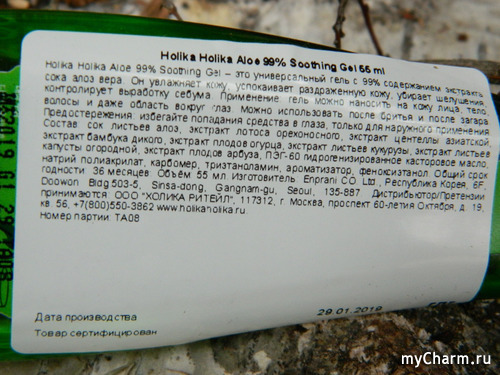 Holika Holika Aloe 99% Soothing Gel 55 ml
Holika Holika Aloe 99% Soothing Gel – это универсальный гель с 99% содержанием экстракта
сока алоэ вера. Он увлажняет кожу, успокаивает раздраженную кожу, убирает шелушения,
контролирует выработку себума. Применение: гель можно наносить на кожу лица, тело,
волосы и даже область вокруг глаз. Можно использовать после бритья и после загара.
Предостережения: избегайте попадания средства в глаза, только для наружного применения
Состав: сок листьев алоэ, экстракт лотоса орехоносного, экстракт центеллы азиатской,
экстракт бамбука дикого, экстракт плодов огурца, экстракт листьев кукурузы, экстракт листьев
капусты огородной, экстракт плодов арбуза, ПЭГ-60 гидрогенизированное касторовое масло,
натрий полиакрилат, карбомер, триэтаноламин, ароматизатор, феноксиэтанол. Общий срок
годности 36 месяцев. Объём 55 мл. Изготовитель: Enprani CO Ltd., Республика Корея, 6F,
Doowon Bldg 503-5, Sinsa-dong, Gangnam-gu, Seoul, 135-887. Дистрибьютор/Претензии
принимаются: ООО "ХОЛИКА РИТЕЙЛ", 117312, г. Москва, проспект 60-летия Октября, д. 19,
кв. 56, +7(800)550-3862 www.holikaholika.ru.
Номер партии: TA08
Дата производства 29.01.2019
Товар сертифицирован
myCharm.ru